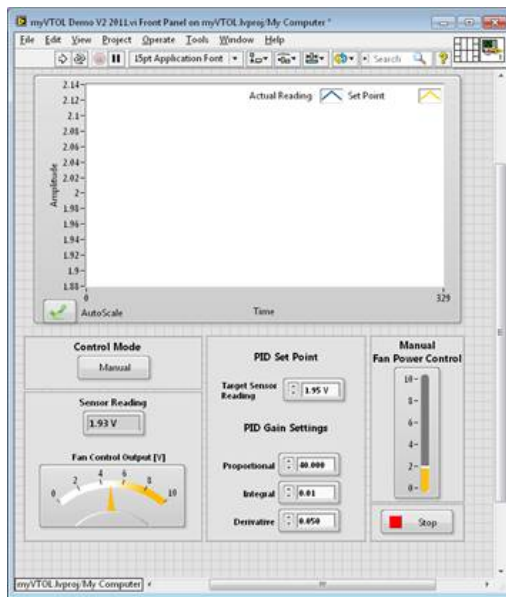 myVTOL Demo V2 2011.vi Front Panel on myVTOL.lvproj/My Computer *
File Edit View Project Operate Tools Window Help
15pt Application Font Search
Actual Reading Set Point
2.14
2.12
2.1
2.08
2.06
2.04
2.02
2
1.98
1.96
1.94
1.92
1.9
1.88
Amplitude
0 329
AutoScale Time
Control Mode
Manual
Sensor Reading
1.93 V
Fan Control Output [V]
0 2 4 6 8 10
PID Set Point
Target Sensor
Reading
1.95 V
PID Gain Settings
Proportional 40.000
Integral 0.01
Derivative 0.050
Manual
Fan Power Control
10
8
6
4
2
0
Stop
myVTOL.lvproj/My Computer